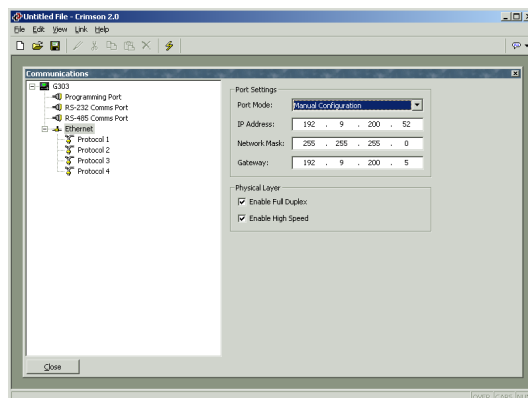 Untitled File - Crimson 2.0
File Edit View Link Help
Communications
G303
Programming Port
RS-232 Comms Port
RS-485 Comms Port
Ethernet
Protocol 1
Protocol 2
Protocol 3
Protocol 4
Port Settings
Port Mode: Manual Configuration
IP Address: 192 . 9 . 200 . 52
Network Mask: 255 . 255 . 255 . 0
Gateway: 192 . 9 . 200 . 5
Physical Layer
Enable Full Duplex
Enable High Speed
Close